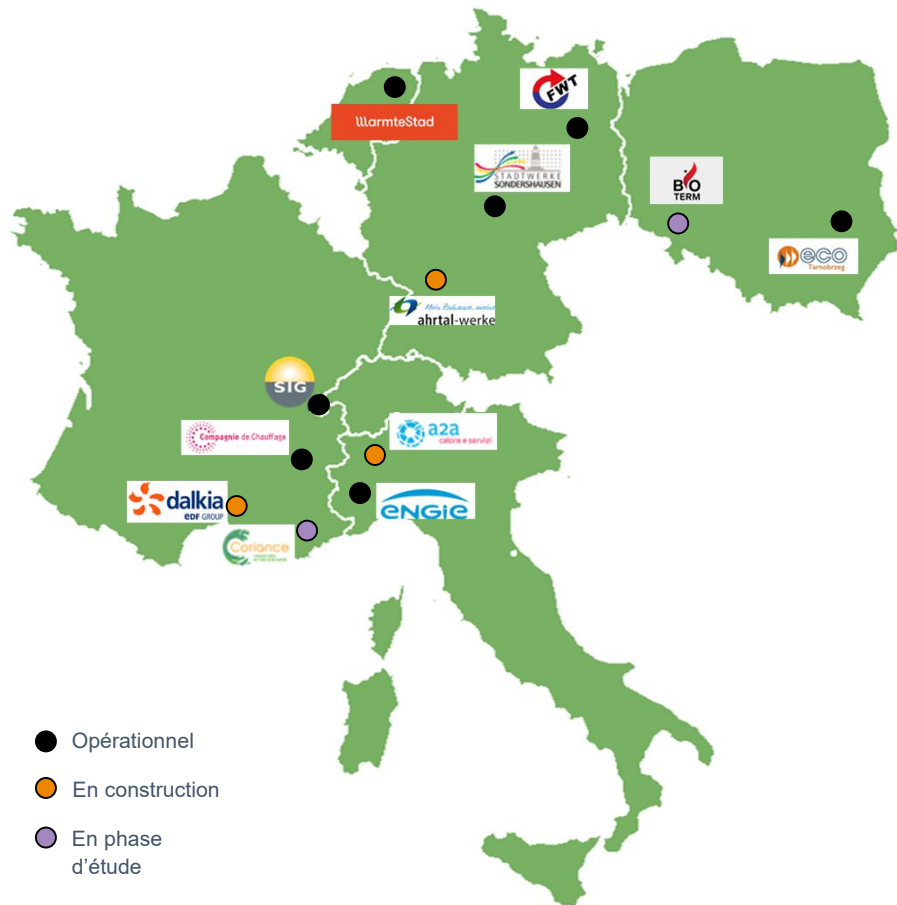 FWT
WarmteStad
STADTWERKE
SONDERSHAUSEN
BIO
TERM
eco
Tarnobrzeg
ahrtal-werke
SIG
Compagnie de Chauffage
a2a
calore e servizi
dalkia
EDF GROUP
ENGIE
Coriance
Opérationnel
En construction
En phase
d'étude